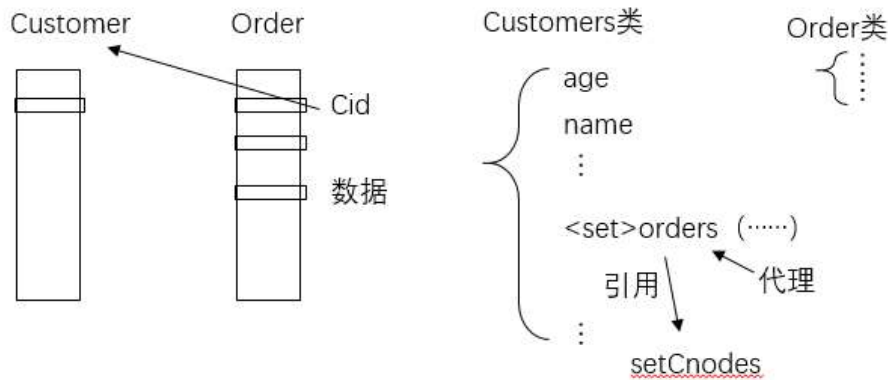 Customer
Order
Cid
数据
Customers类
age
name
⋮
<set>orders（……）
引用
代理
⋮
setCnodes
Order类
⋮